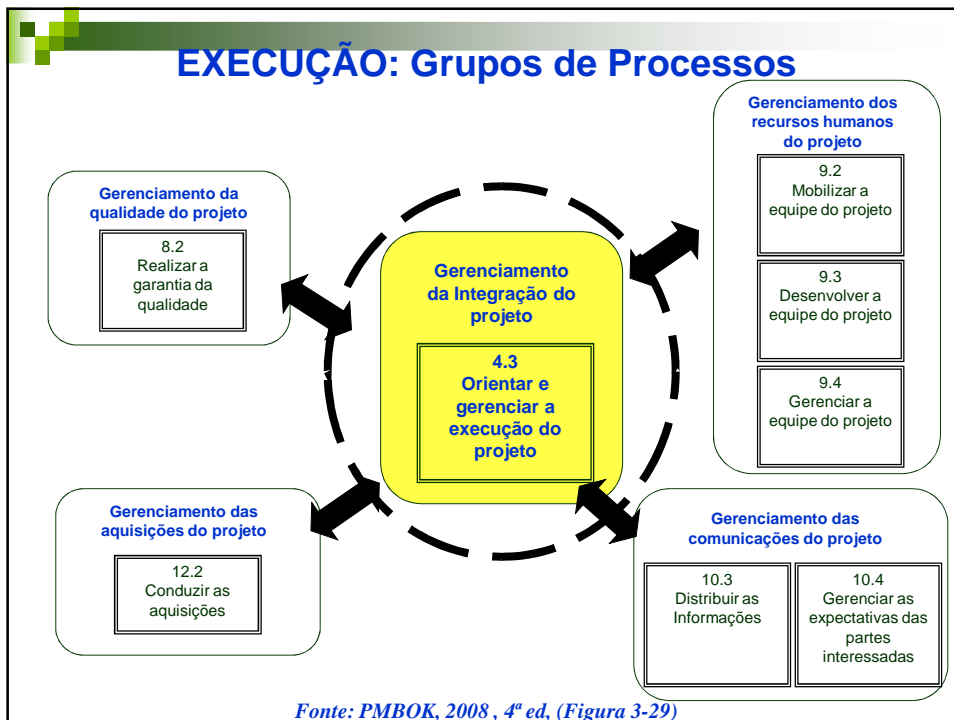 EXECUÇÃO: Grupos de Processos
Gerenciamento dos
recursos humanos
do projeto
9.2
Mobilizar a
equipe do projeto
9.3
Desenvolver a
equipe do projeto
9.4
Gerenciar a
equipe do projeto
Gerenciamento da
qualidade do projeto
8.2
Realizar a
garantia da
qualidade
Gerenciamento
da Integração do
projeto
4.3
Orientar e
gerenciar a
execução do
projeto
Gerenciamento das
aquisições do projeto
12.2
Conduzir as
aquisições
Gerenciamento das
comunicações do projeto
10.3
Distribuir as
Informações
10.4
Gerenciar as
expectativas das
partes
interessadas
Fonte: PMBOK, 2008 , 4ª ed, (Figura 3-29)